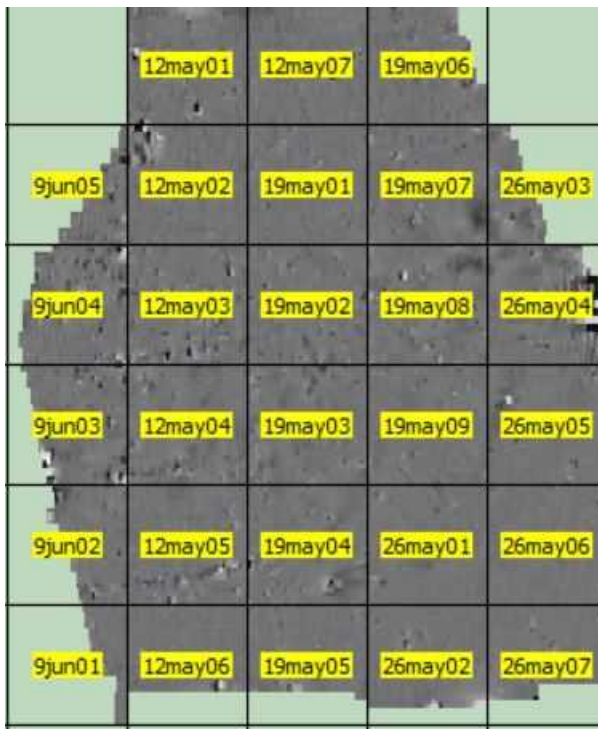 12may01 12may07 19may06
9jun05 12may02 19may01 19may07 26may03
9jun04 12may03 19may02 19may08 26may04
9jun03 12may04 19may03 19may09 26may05
9jun02 12may05 19may04 26may01 26may06
9jun01 12may06 19may05 26may02 26may07